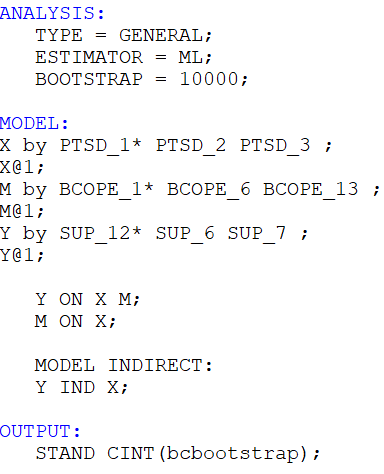 ANALYSIS:
TYPE = GENERAL;
ESTIMATOR = ML;
BOOTSTRAP = 10000;
MODEL:
X by PTSD_1* PTSD_2 PTSD_3 ;
X@1;
M by BCOPE_1* BCOPE_6 BCOPE_13 ;
M@1;
Y by SUP_12* SUP_6 SUP_7 ;
Y@1;
Y ON X M;
M ON X;
MODEL INDIRECT:
Y IND X;
OUTPUT:
STAND CINT(bcbootstrap);